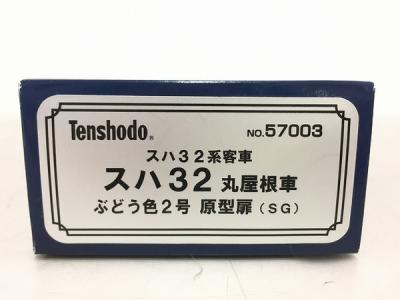 Tenshodo® NO.57003
スハ32系客車
スハ32 丸屋根車
ぶどう色2号 原型扉(SG)